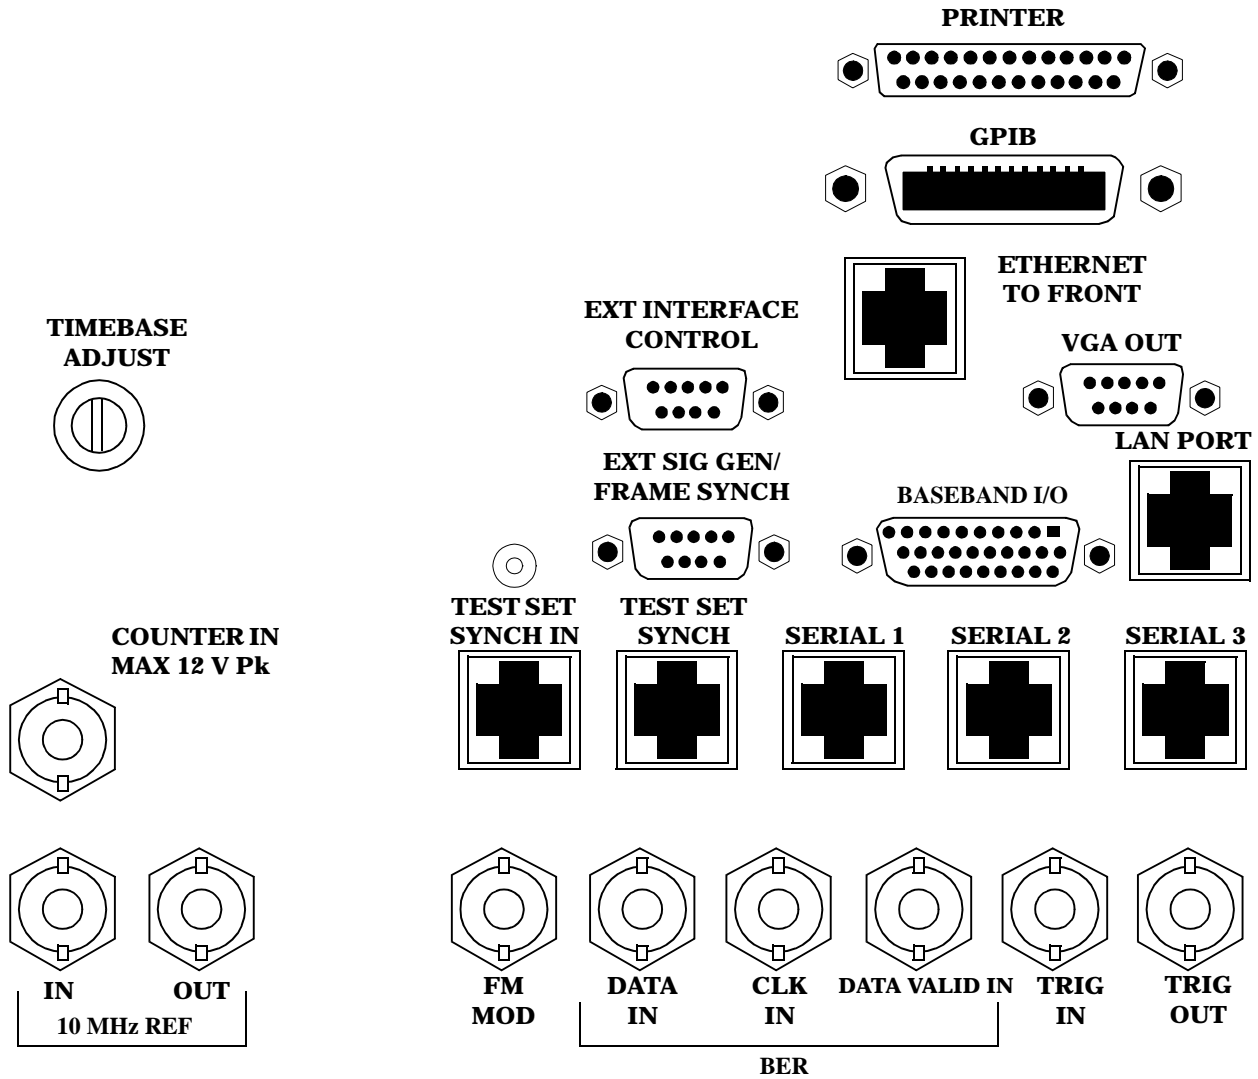 PRINTER
GPIB
ETHERNET
TO FRONT
EXT INTERFACE
CONTROL
TIMEBASE
ADJUST
VGA OUT
LAN PORT
EXT SIG GEN/
FRAME SYNCH
BASEBAND I/O
TEST SET
SYNCH IN
TEST SET
SYNCH
SERIAL 1
SERIAL 2
SERIAL 3
COUNTER IN
MAX 12 V Pk
IN
OUT
10 MHz REF
FM
MOD
DATA
IN
CLK
IN
DATA VALID IN
TRIG
IN
TRIG
OUT
BER